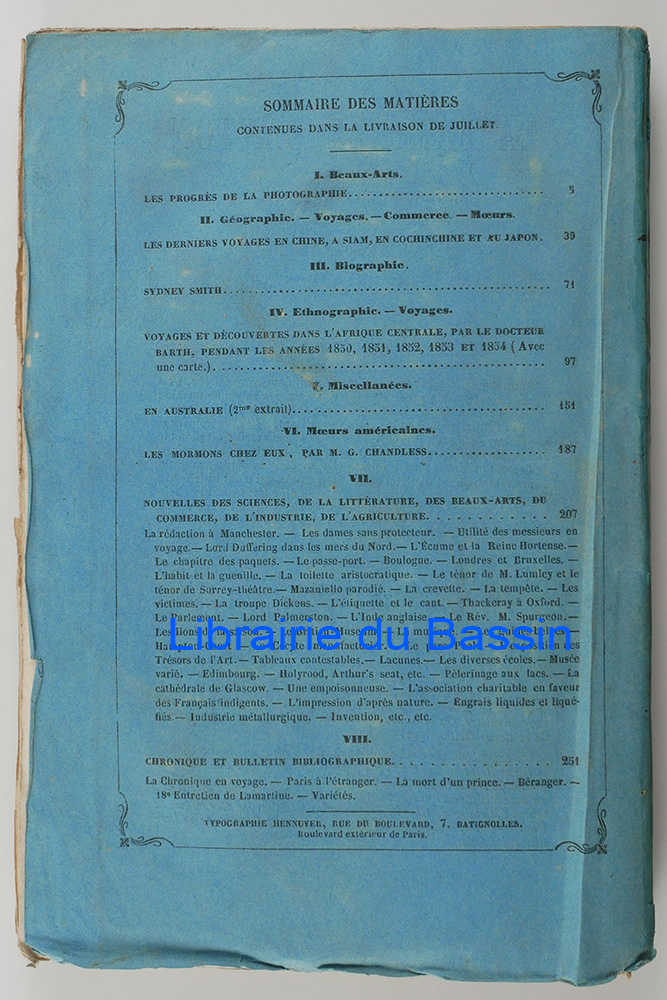 SOMMAIRE DES MATIÈRES
CONTENUES DANS LA LIVRAISON DE JUILLET.
I. Beaux-Arts.
LES PROGRÈS DE LA PHOTOGRAPHIE. 5
II. Géographie. — Voyages. — Commerce. — Mœurs.
LES DERNIERS VOYAGES EN CHINE, A SIAM, EN COCHINCHINE ET AU JAPON. 39
III. Biographie.
SYDNEY SMITH. 71
IV. Ethnographie. — Voyages.
VOYAGES ET DÉCOUVERTES DANS L'AFRIQUE CENTRALE, PAR LE DOCTEUR
BARTH, PENDANT LES ANNÉES 1850, 1851, 1852, 1853 ET 1854 (Avec
une carte.). 97
V. Miscellanées.
EN AUSTRALIE (2me extrait). 151
VI. Mœurs américaines.
LES MORMONS CHEZ EUX, PAR M. G. CHANDLESS. 187
VII.
NOUVELLES DES SCIENCES, DE LA LITTÉRATURE, DES BEAUX-ARTS, DU
COMMERCE, DE L'INDUSTRIE, DE L'AGRICULTURE. 207
La rédaction à Manchester. — Les dames sans protecteur. — Utilité des messieurs en
voyage. — Lord Duffering dans les mers du Nord. — L'Écume et la Reine Hortense. —
Le chapitre des paquets. — Le passe-port. — Boulogne. — Londres et Bruxelles. —
L'habit et la guenille. — La toilette aristocratique. — Le ténor de M. Lumley et le
ténor de Surrey-théâtre. — Mazaniello parodié. — La crevette. — La tempête. — Les
victimes. — La troupe Dickens. — L'étiquette et le cant. — Thackeray à Oxford. —
Le Parlement. — Lord Palmerston. — L'Inde anglaise. — Le Rév. M. Spurgeon. —
Librairie du Bassin
Trésors de l'Art. — Tableaux contestables. — Lacunes. — Les diverses écoles. — Musée
varié. — Edimbourg. — Holyrood, Arthur's seat, etc. — Pèlerinage aux lacs. — La
cathédrale de Glascow. — Une empoisonneuse. — L'association charitable en faveur
des Français indigents. — L'impression d'après nature. — Engrais liquides et liqué-
fiés. — Industrie métallurgique. — Invention, etc., etc.
VIII.
CHRONIQUE ET BULLETIN BIBLIOGRAPHIQUE. 251
La Chronique en voyage. — Paris à l'étranger. — La mort d'un prince. — Béranger. —
18e Entretien de Lamartine. — Variétés.
TYPOGRAPHIE HENNUYER, RUE DU BOULEVARD, 7. BATIGNOLLES.
Boulevard extérieur de Paris.